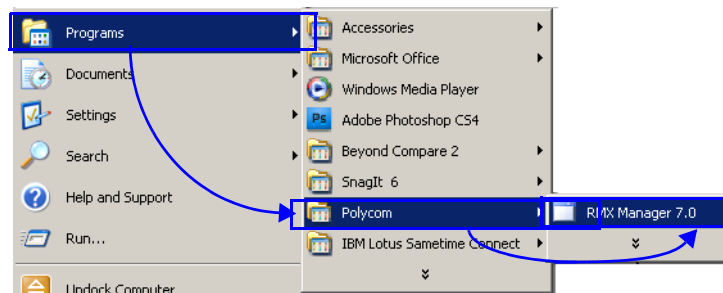 Programs
Documents
Settings
Search
Help and Support
Run...
Undock Computer
Accessories
Microsoft Office
Windows Media Player
Ps Adobe Photoshop CS4
Beyond Compare 2
SnagIt 6
Polycom
IBM Lotus Sametime Connect
RMX Manager 7.0